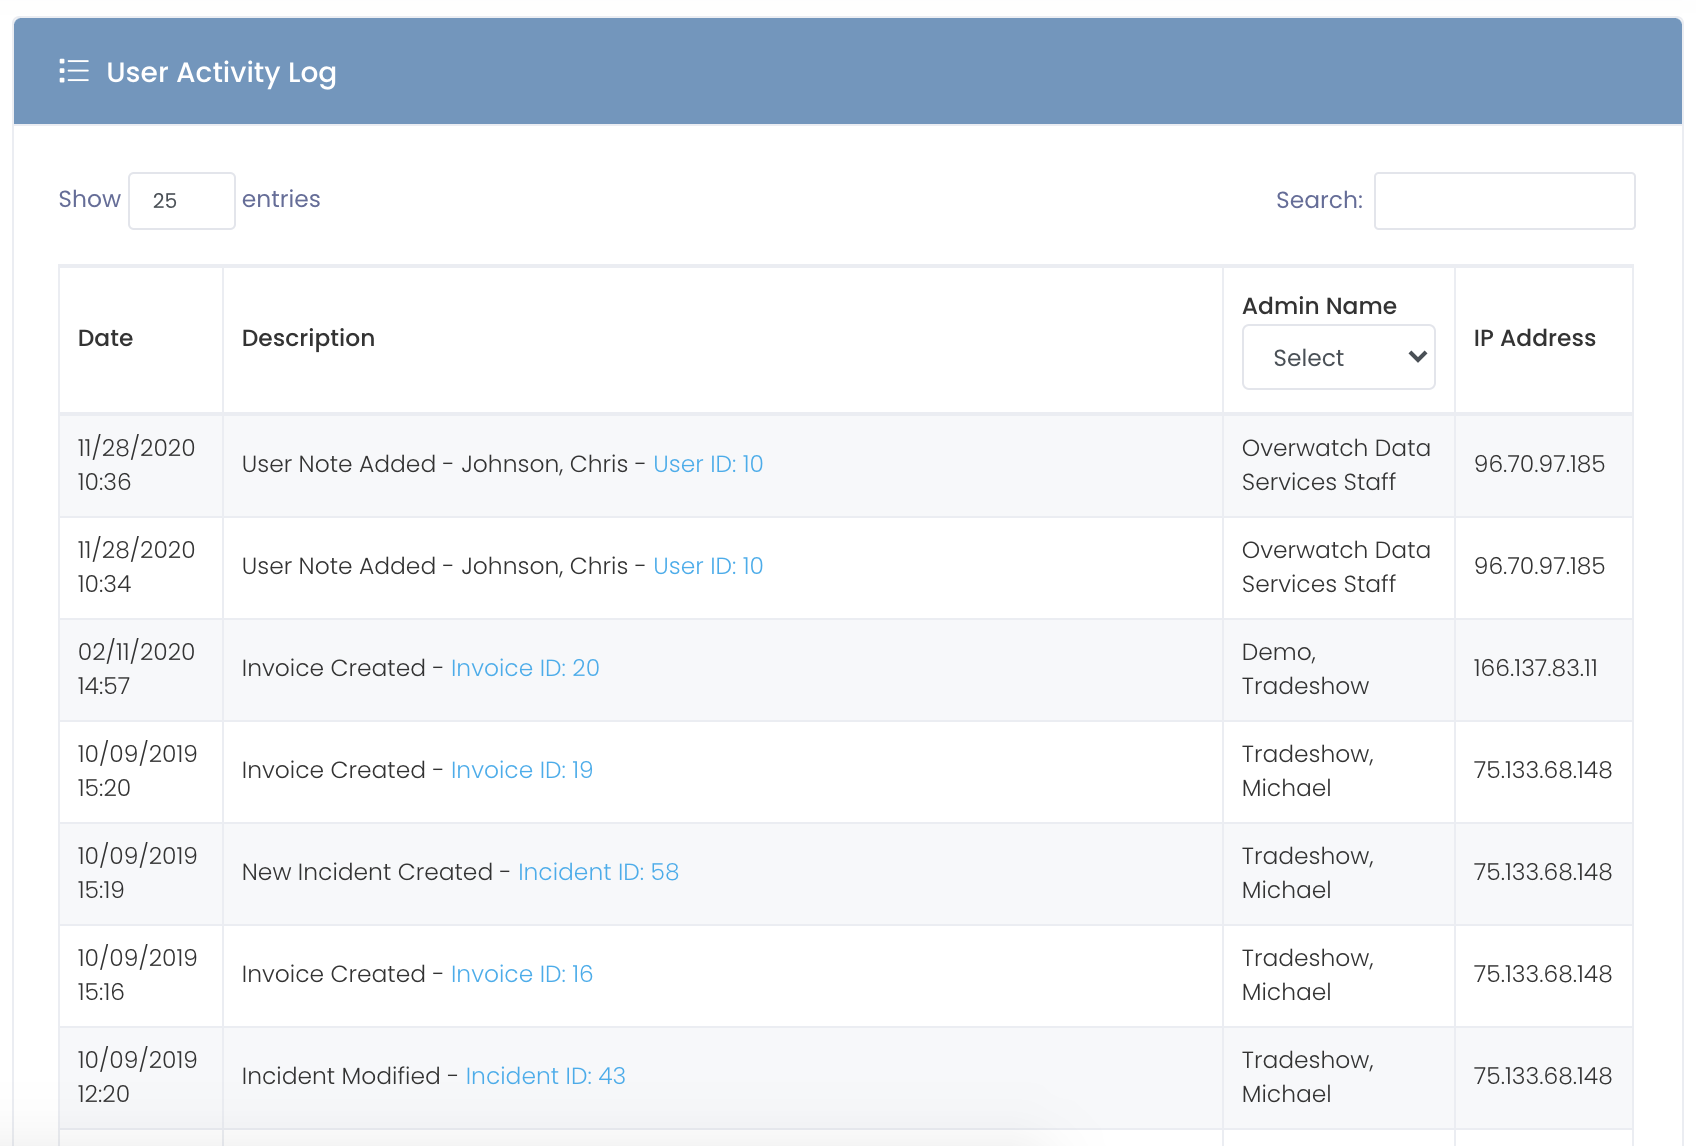 User Activity Log
Show 25 entries
Search:
Date
Description
Admin Name
Select
IP Address
11/28/2020
10:36
User Note Added - Johnson, Chris - User ID: 10
Overwatch Data
Services Staff
96.70.97.185
11/28/2020
10:34
User Note Added - Johnson, Chris - User ID: 10
Overwatch Data
Services Staff
96.70.97.185
02/11/2020
14:57
Invoice Created - Invoice ID: 20
Demo,
Tradeshow
166.137.83.11
10/09/2019
15:20
Invoice Created - Invoice ID: 19
Tradeshow,
Michael
75.133.68.148
10/09/2019
15:19
New Incident Created - Incident ID: 58
Tradeshow,
Michael
75.133.68.148
10/09/2019
15:16
Invoice Created - Invoice ID: 16
Tradeshow,
Michael
75.133.68.148
10/09/2019
12:20
Incident Modified - Incident ID: 43
Tradeshow,
Michael
75.133.68.148